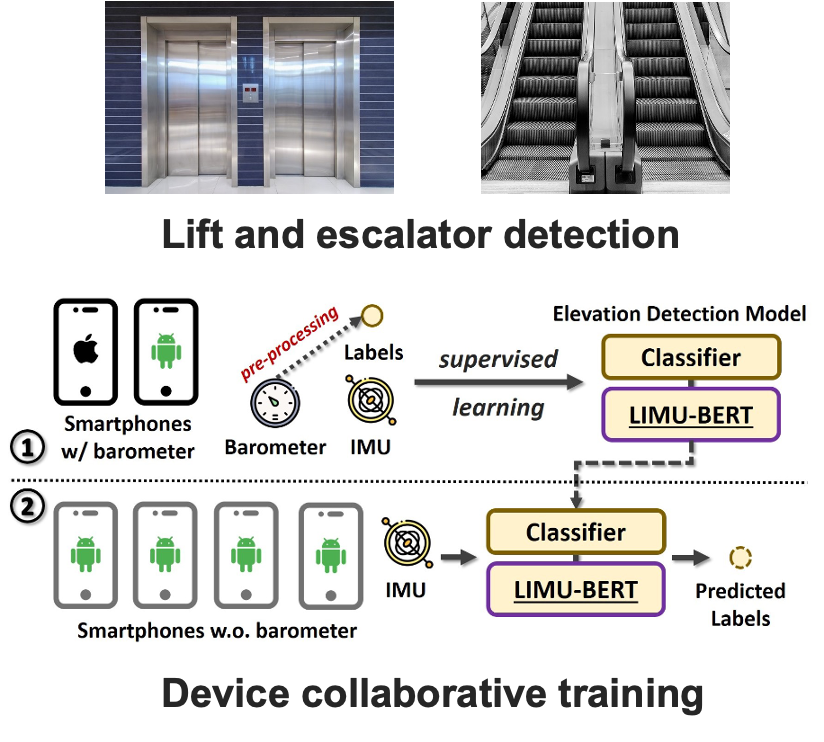 Lift and escalator detection
pre-processing
Labels
Elevation Detection Model
supervised
learning
Classifier
LIMU-BERT
Smartphones
w/ barometer
Barometer
IMU
1
2
Classifier
LIMU-BERT
IMU
Predicted
Labels
Smartphones w.o. barometer
Device collaborative training